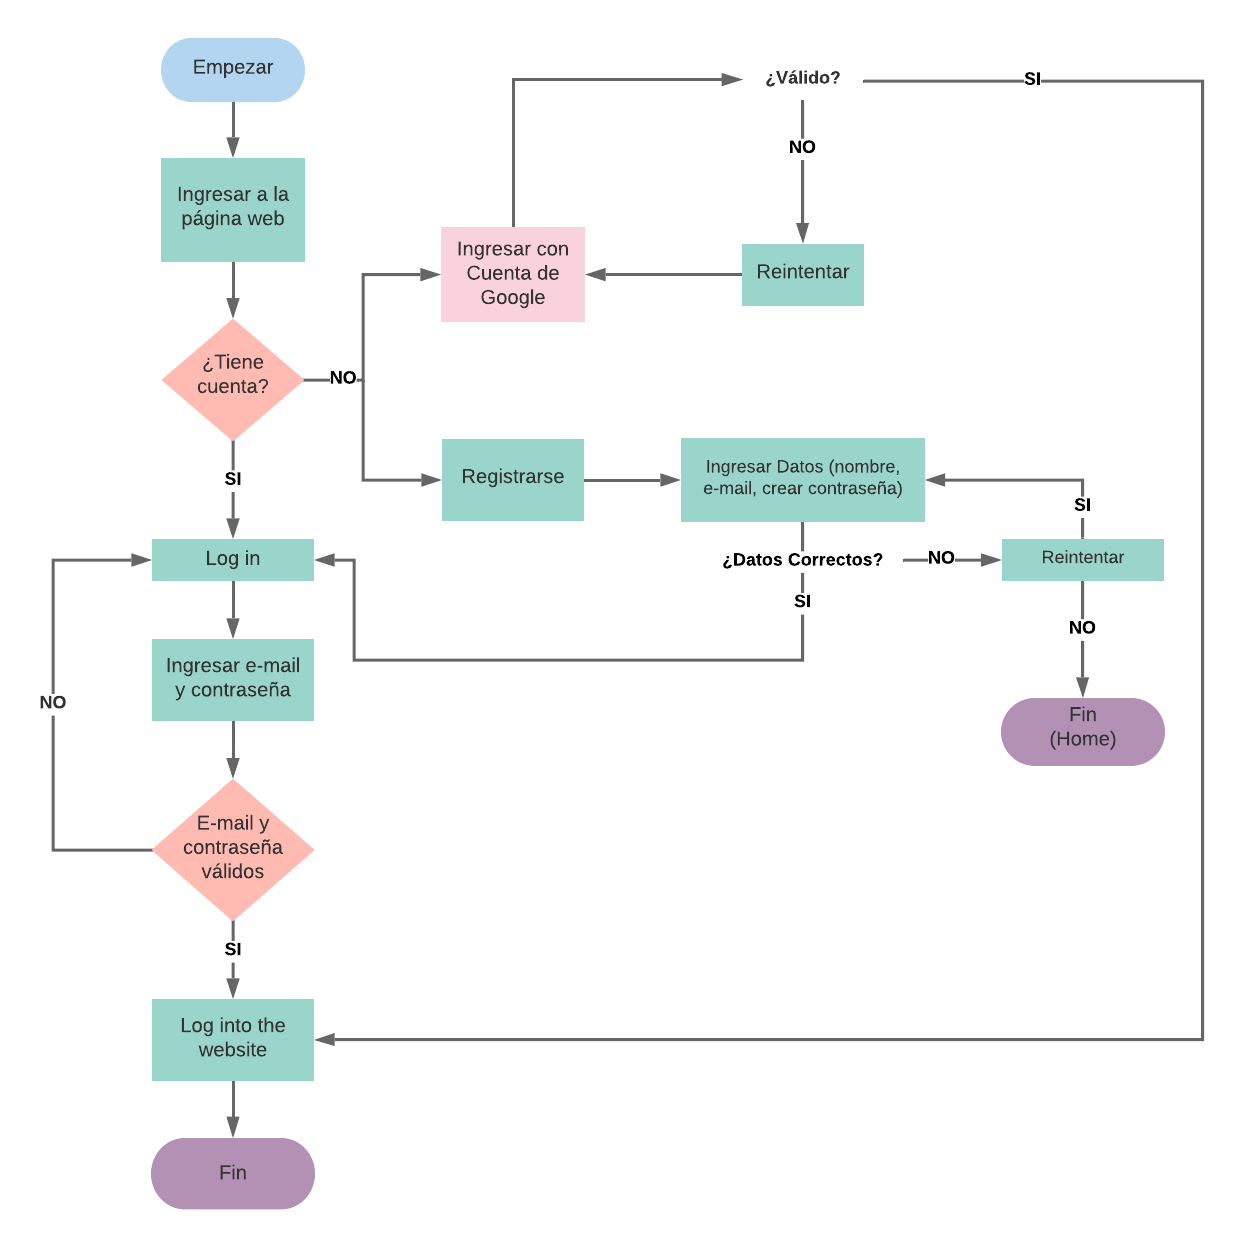 Empezar
¿Válido?
SI
NO
Ingresar a la
página web
Ingresar con
Cuenta de
Google
Reintentar
¿Tiene
cuenta?
NO
SI
Registrarse
Ingresar Datos (nombre,
e-mail, crear contraseña)
SI
Log in
¿Datos Correctos?
NO
Reintentar
SI
NO
Ingresar e-mail
y contraseña
NO
Fin
(Home)
E-mail y
contraseña
válidos
SI
Log into the
website
Fin